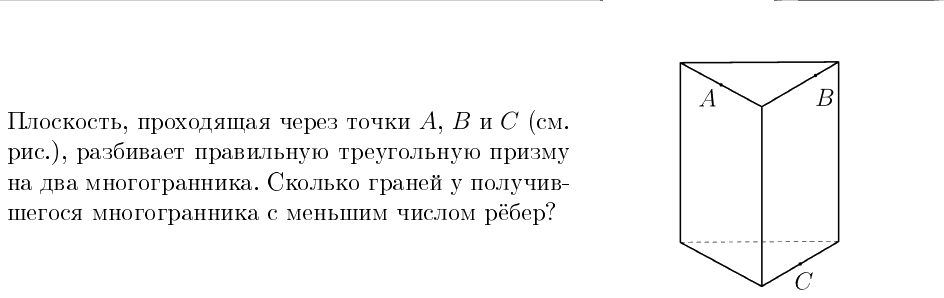 Плоскость, проходящая через точки A, B и C (см.
рис.), разбивает правильную треугольную призму
на два многогранника. Сколько граней у получив-
шегося многогранника с меньшим числом рёбер?
A
B
C